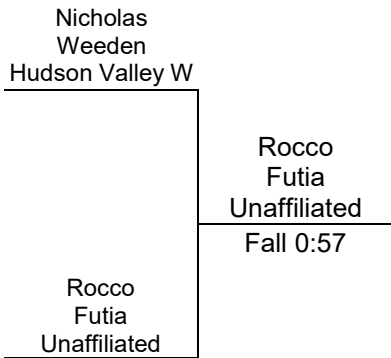 Nicholas
Weeden
Hudson Valley W
Rocco
Futia
Unaffiliated
Fall 0:57
Rocco
Futia
Unaffiliated